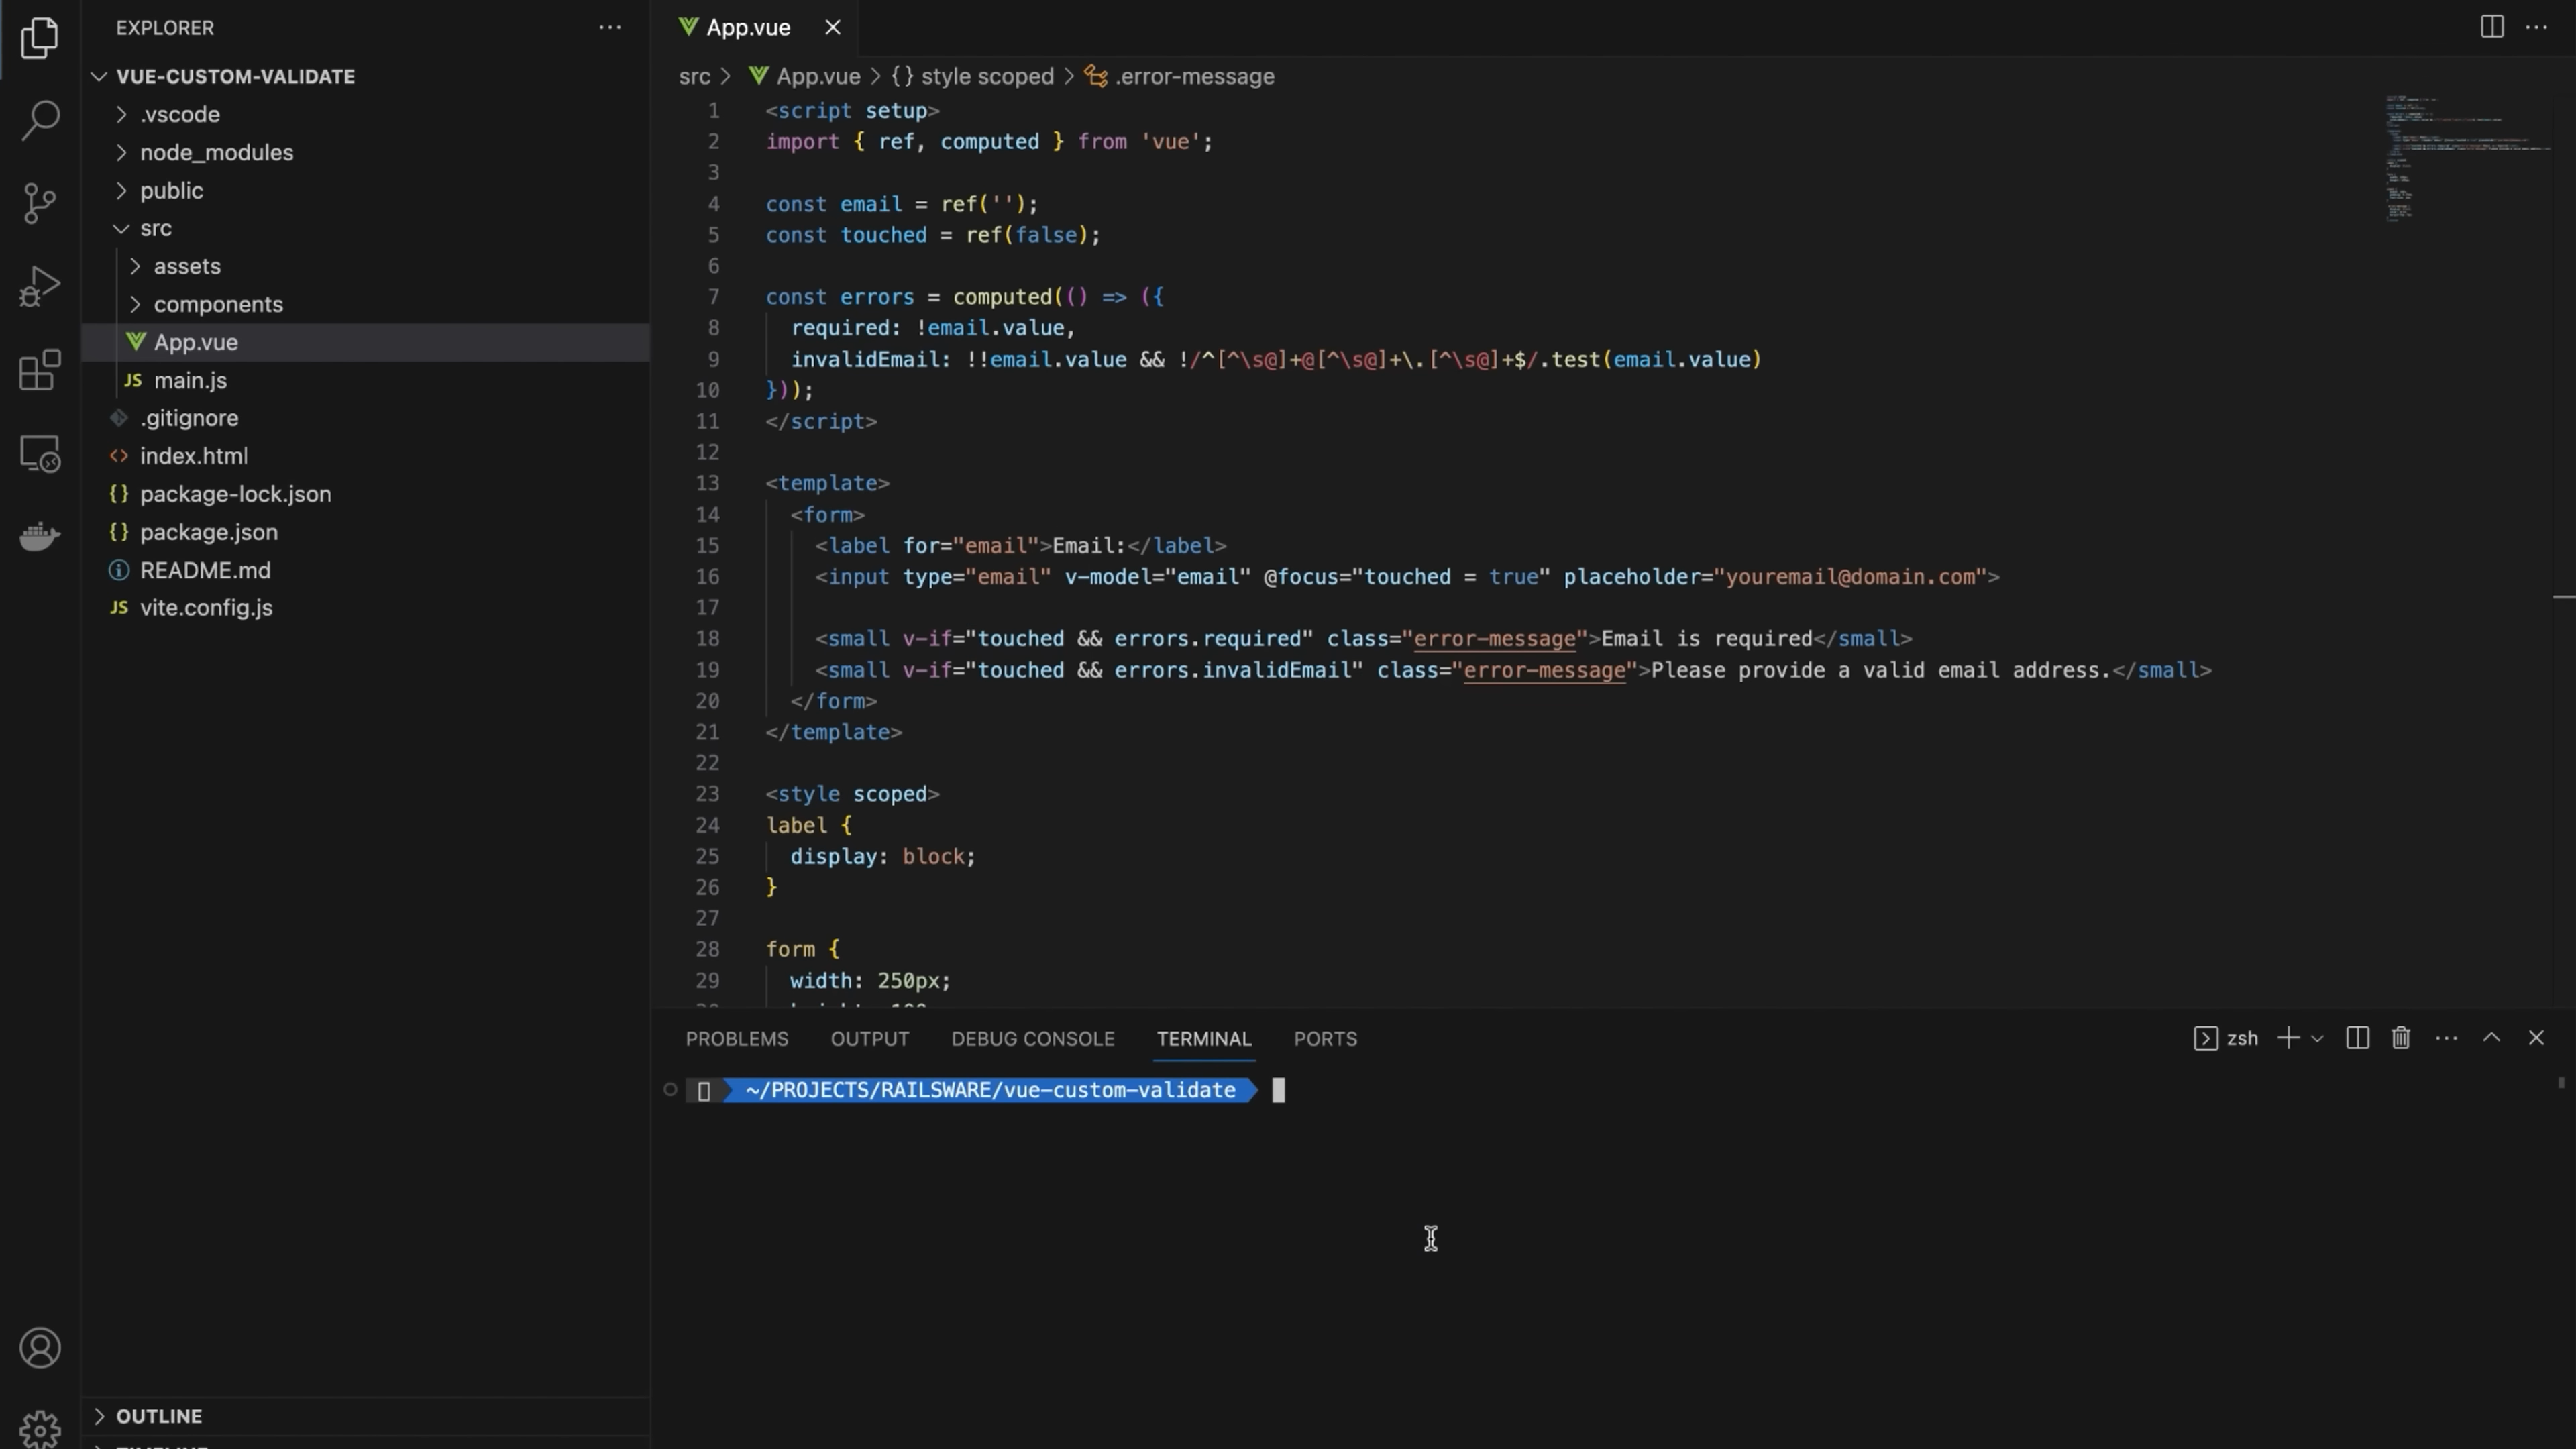 EXPLORER
VUE-CUSTOM-VALIDATE
.vscode
node_modules
public
src
assets
components
App.vue
JS main.js
.gitignore
<> index.html
{} package-lock.json
{} package.json
README.md
JS vite.config.js
OUTLINE
App.vue
src > App.vue > {} style scoped > .error-message
1 <script setup>
2 import { ref, computed } from 'vue';
3
4 const email = ref('');
5 const touched = ref(false);
6
7 const errors = computed(() => ({
8 required: !email.value,
9 invalidEmail: !!email.value && !/^[^\s@]+@[^\s@]+\.[^\s@]+$/.test(email.value)
10 }));
11 </script>
12
13 <template>
14 <form>
15 <label for="email">Email:</label>
16 <input type="email" v-model="email" @focus="touched = true" placeholder="youremail@domain.com">
17
18 <small v-if="touched && errors.required" class="error-message">Email is required</small>
19 <small v-if="touched && errors.invalidEmail" class="error-message">Please provide a valid email address.</small>
20 </form>
21 </template>
22
23 <style scoped>
24 label {
25 display: block;
26 }
27
28 form {
29 width: 250px;
PROBLEMS OUTPUT DEBUG CONSOLE TERMINAL PORTS
zsh
~/PROJECTS/RAILSWARE/vue-custom-validate